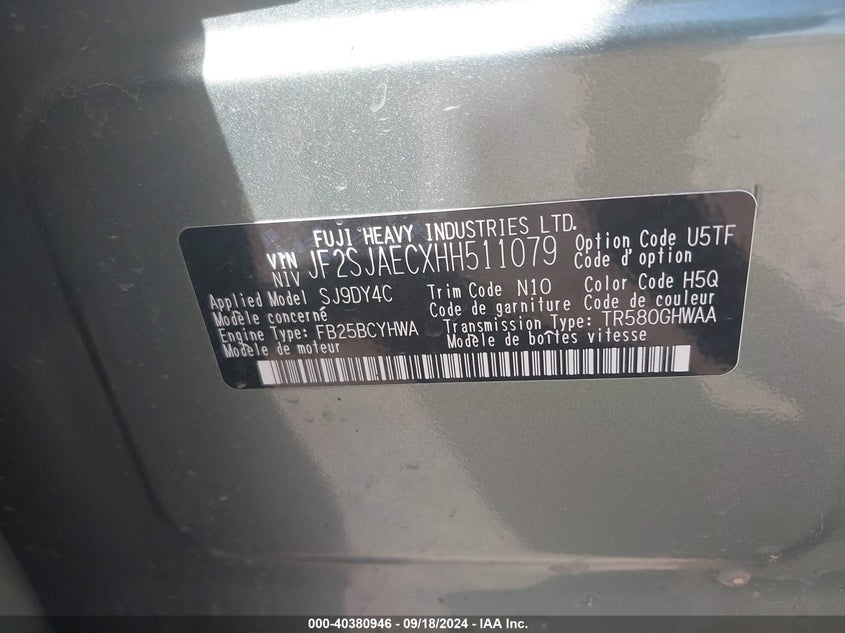 FUJI HEAVY INDUSTRIES LTD.
VIN NIV JF2SJAECXHH511079 Option Code U5TF
Code d'option
Applied Model SJ9DY4C Trim Code N10 Color Code H5Q
Modele concerné Code de garniture Code de couleur
Engine Type: FB25BCYHWA Transmission Type: TR580GHWAA
Modele de moteur Modele de boîtes vitesse
000-40380946 - 09/18/2024 - IAA Inc.